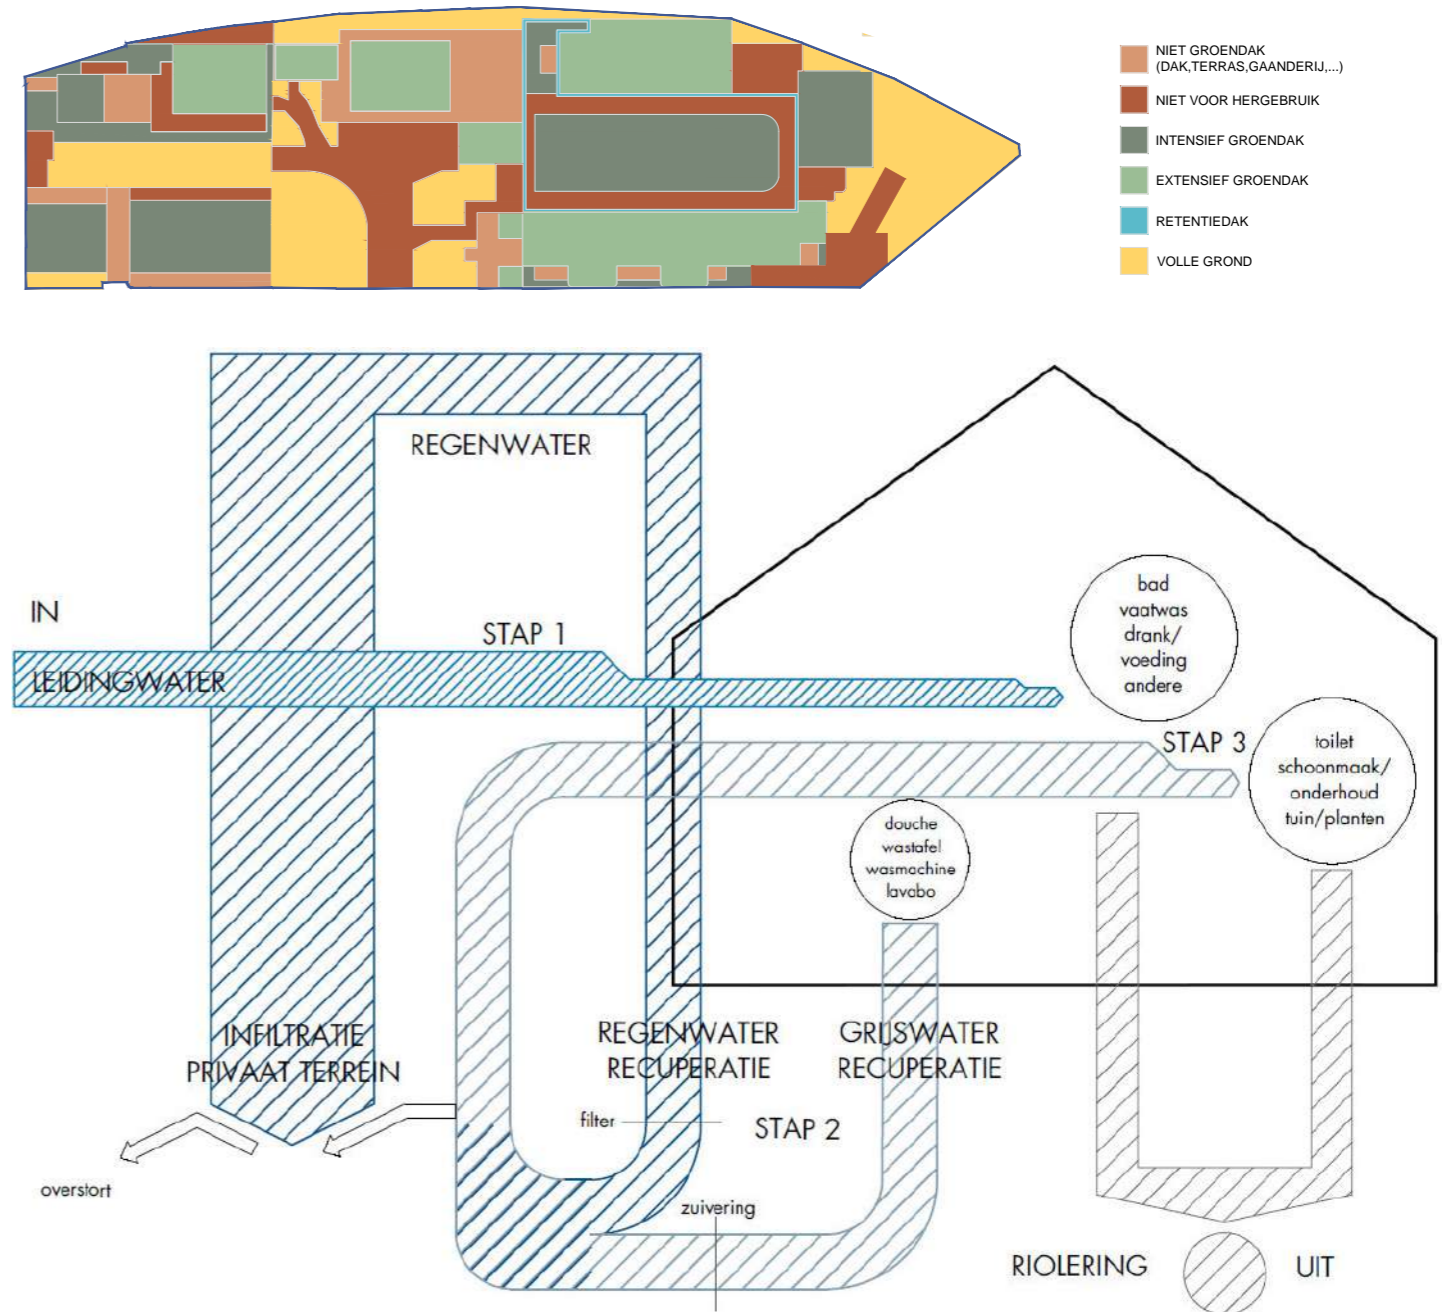 NIET GROENDAK
(DAK,TERRAS,GAANDERIJ,...)
NIET VOOR HERGEBRUIK
INTENSIEF GROENDAK
EXTENSIEF GROENDAK
RETENTIEDAK
VOLLE GROND
REGENWATER
IN
STAP 1
LEIDINGWATER
bad
vaatwas
drank/
voeding
andere
STAP 3
toilet
schoonmaak/
onderhoud
tuin/planten
douche
wastafel
wasmachine
lavabo
INFILTRATIE
PRIVAAT TERREIN
REGENWATER
RECUPERATIE
GRIJSWATER
RECUPERATIE
filter
STAP 2
overstort
zuivering
RIOLERING
UIT